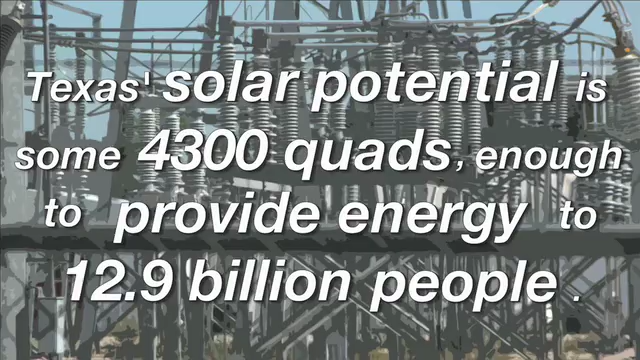 Texas' solar potential is
some 4300 quads, enough
to provide energy to
12.9 billion people .